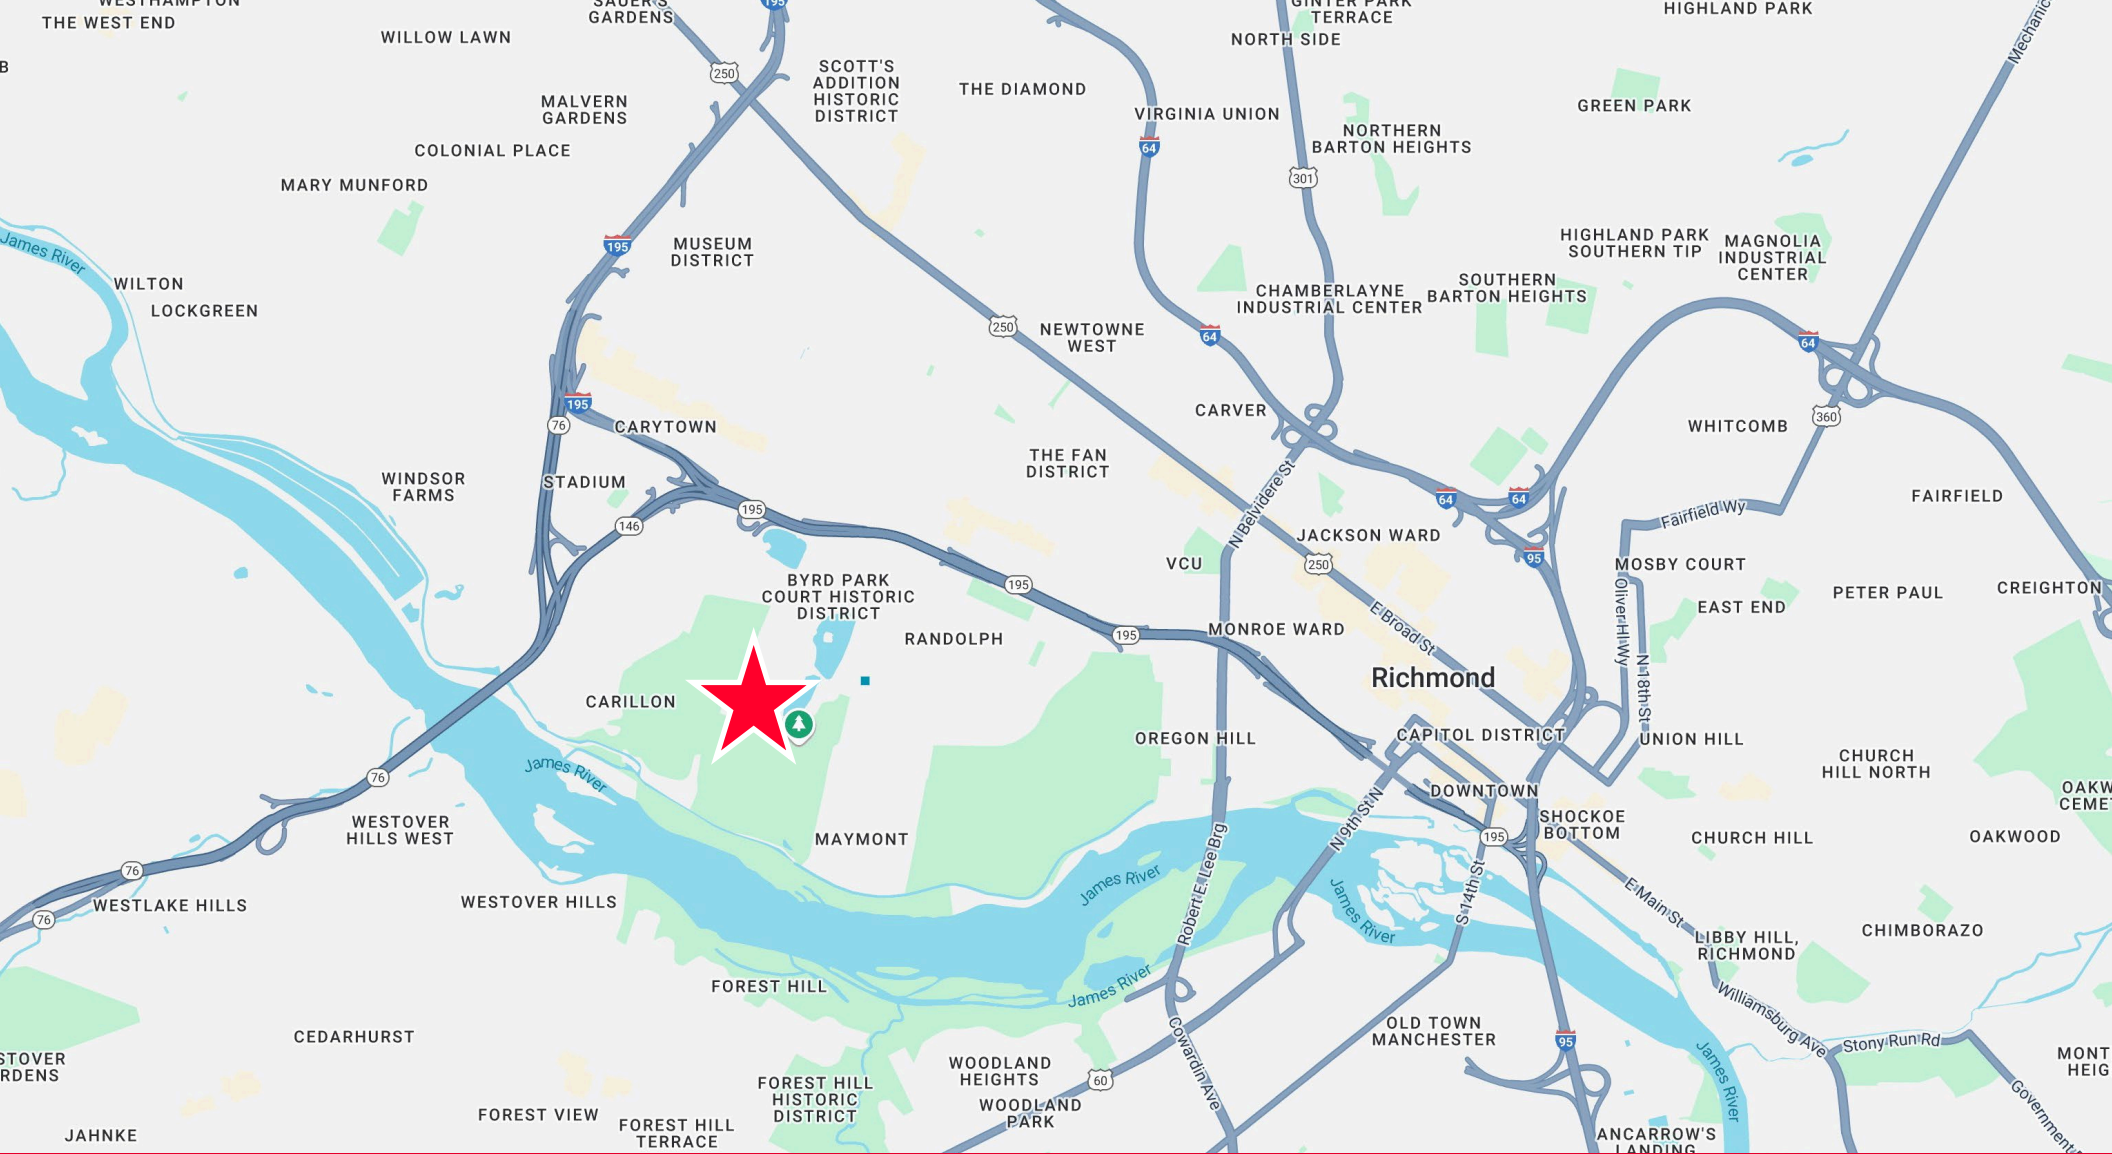 WESTHAMPTON
THE WEST END
WILLOW LAWN
SAUER'S
GARDENS
195
GINTER PARK
TERRACE
NORTH SIDE
HIGHLAND PARK
Mechanic
B
250
SCOTT'S
ADDITION
HISTORIC
DISTRICT
THE DIAMOND
MALVERN
GARDENS
VIRGINIA UNION
GREEN PARK
COLONIAL PLACE
64
NORTHERN
BARTON HEIGHTS
MARY MUNFORD
301
James River
195
MUSEUM
DISTRICT
HIGHLAND PARK
SOUTHERN TIP
MAGNOLIA
INDUSTRIAL
CENTER
WILTON
LOCKGREEN
CHAMBERLAYNE
INDUSTRIAL CENTER
SOUTHERN
BARTON HEIGHTS
250
NEWTOWNE
WEST
64
64
195
76
CARYTOWN
CARVER
360
WHITCOMB
THE FAN
DISTRICT
WINDSOR
FARMS
STADIUM
N Belvidere St
64
64
FAIRFIELD
195
146
Fairfield Wy
JACKSON WARD
VCU
250
95
MOSBY COURT
BYRD PARK
COURT HISTORIC
DISTRICT
195
Oliver Hl Wy
PETER PAUL
CREIGHTON
EAST END
E Broad St
RANDOLPH
195
MONROE WARD
Richmond
N 18th St
CARILLON
OREGON HILL
CAPITOL DISTRICT
UNION HILL
James River
76
CHURCH
HILL NORTH
DOWNTOWN
OAKW
CEME
WESTOVER
HILLS WEST
MAYMONT
N 9th St N
195
SHOCKOE
BOTTOM
CHURCH HILL
OAKWOOD
76
Robert E. Lee Brg
James River
James River
S 14th St
E Main St
WESTLAKE HILLS
76
WESTOVER HILLS
CHIMBORAZO
LIBBY HILL,
RICHMOND
FOREST HILL
James River
Williamsburg Ave
CEDARHURST
OLD TOWN
MANCHESTER
95
Stony Run Rd
STOVER
RDENS
WOODLAND
HEIGHTS
60
Cowardin Ave
James River
MONT
HEIG
FOREST HILL
HISTORIC
DISTRICT
WOODLAND
PARK
Government
FOREST VIEW
FOREST HILL
TERRACE
JAHNKE
ANCARROW'S
LANDING